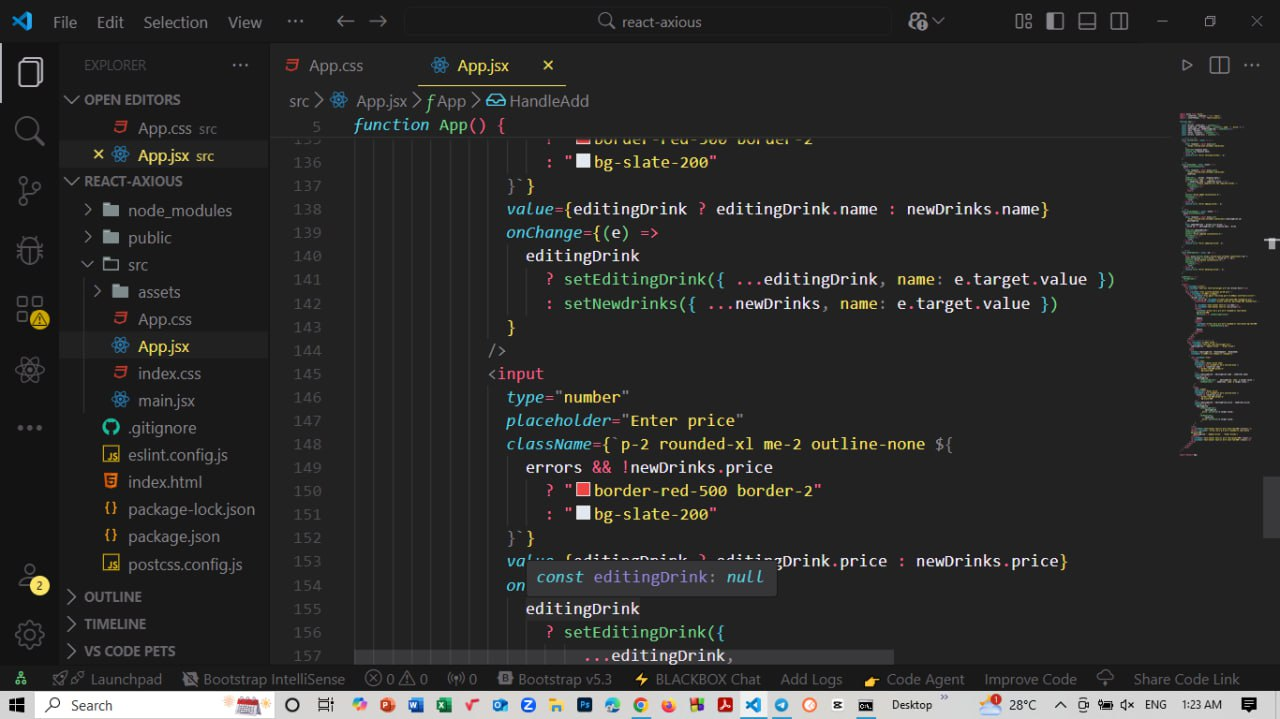 File Edit Selection View ··· react-axious
EXPLORER ···
OPEN EDITORS
App.css src
App.jsx src
REACT-AXIOUS
node_modules
public
src
assets
App.css
App.jsx
index.css
main.jsx
.gitignore
eslint.config.js
index.html
package-lock.json
package.json
postcss.config.js
OUTLINE
TIMELINE
VS CODE PETS
2
App.css App.jsx
src > App.jsx > App > HandleAdd
5 function App() {
135 ? "border-red-500 border-2"
136 : "bg-slate-200"
137 }`}
138 value={editingDrink ? editingDrink.name : newDrinks.name}
139 onChange={(e) =>
140 editingDrink
141 ? setEditingDrink({ ...editingDrink, name: e.target.value })
142 : setNewdrinks({ ...newDrinks, name: e.target.value })
143 }
144 />
145 <input
146 type="number"
147 placeholder="Enter price"
148 className={`p-2 rounded-xl me-2 outline-none ${
149 errors && !newDrinks.price
150 ? "border-red-500 border-2"
151 : "bg-slate-200"
152 }`}
153 value={editingDrink ? editingDrink.price : newDrinks.price}
const editingDrink: null
154 on
155 editingDrink
156 ? setEditingDrink({
157 ...editingDrink,
Launchpad Bootstrap IntelliSense 0 0 0 Bootstrap v5.3 BLACKBOX Chat Add Logs Code Agent Improve Code Share Code Link
Search Desktop 28°C ENG 1:23 AM